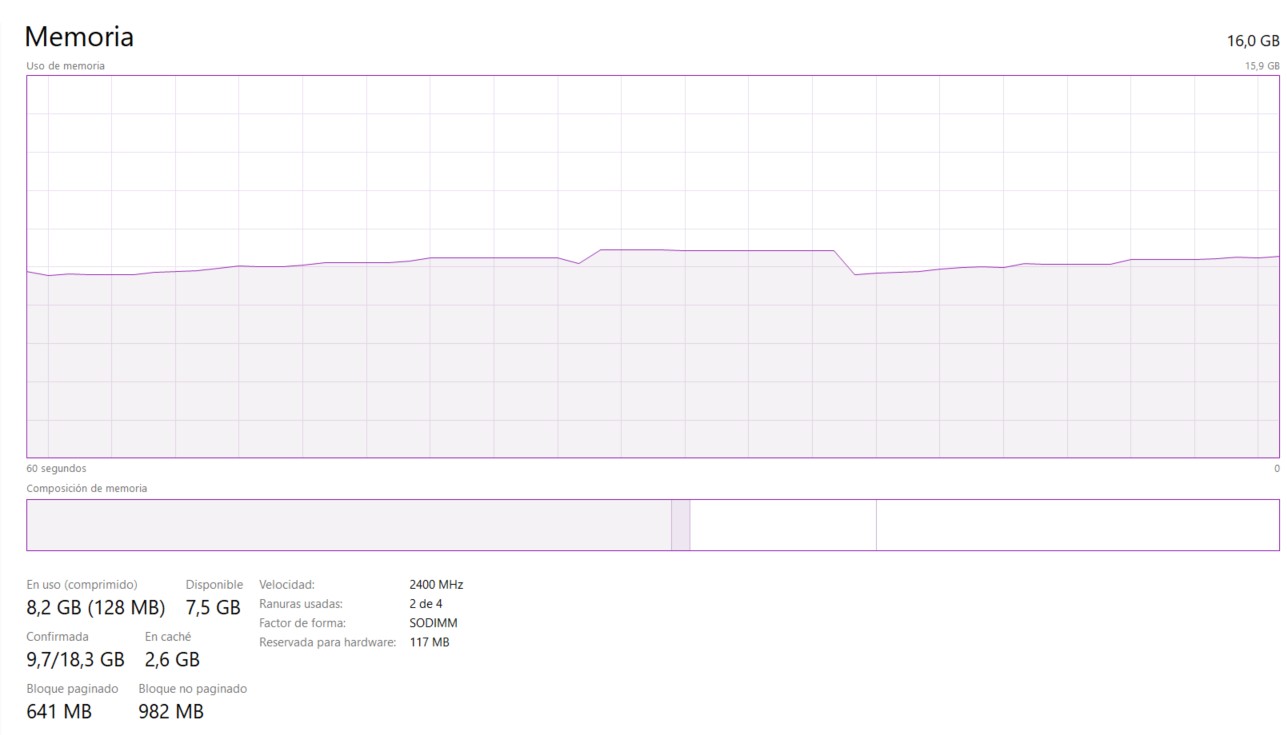 Memoria
16,0 GB
Uso de memoria
15,9 GB
60 segundos
0
Composición de memoria
En uso (comprimido)
Disponible
8,2 GB (128 MB)
7,5 GB
Confirmada
En caché
9,7/18,3 GB
2,6 GB
Bloque paginado
Bloque no paginado
641 MB
982 MB
Velocidad: 2400 MHz
Ranuras usadas: 2 de 4
Factor de forma: SODIMM
Reservada para hardware: 117 MB